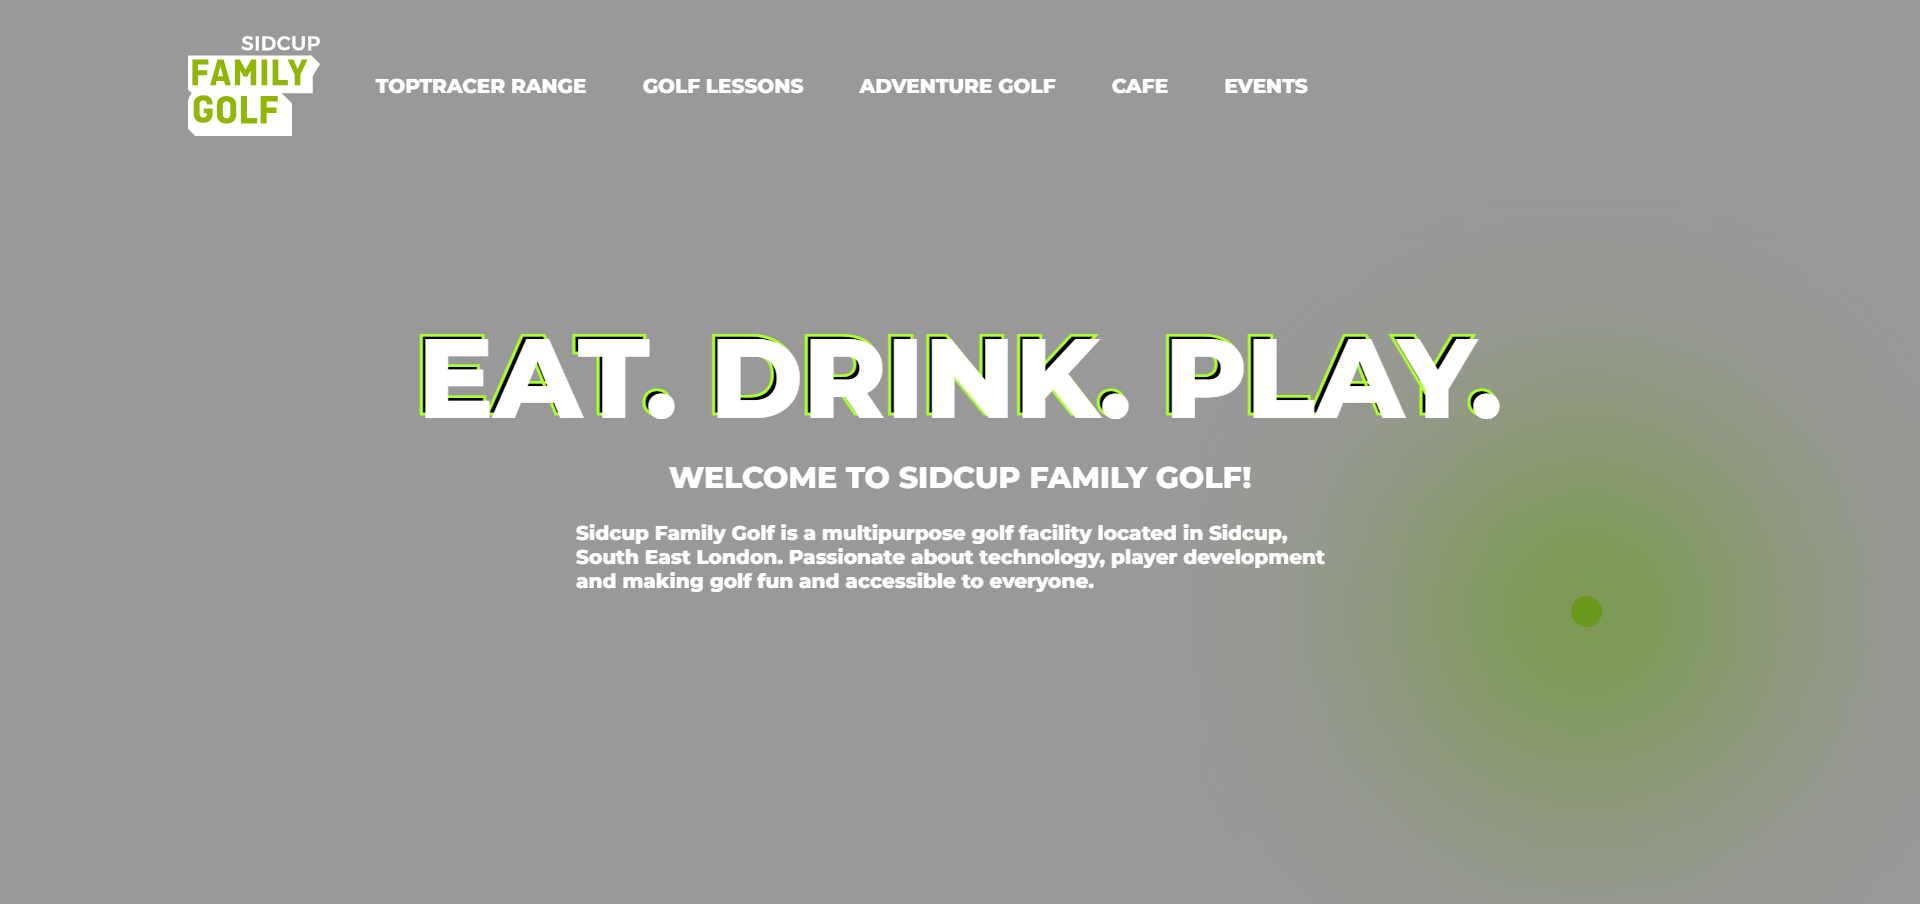 SIDCUP
FAMILY
GOLF
TOPTRACER RANGE
GOLF LESSONS
ADVENTURE GOLF
CAFE
EVENTS
EAT. DRINK. PLAY.
WELCOME TO SIDCUP FAMILY GOLF!
Sidcup Family Golf is a multipurpose golf facility located in Sidcup,
South East London. Passionate about technology, player development
and making golf fun and accessible to everyone.